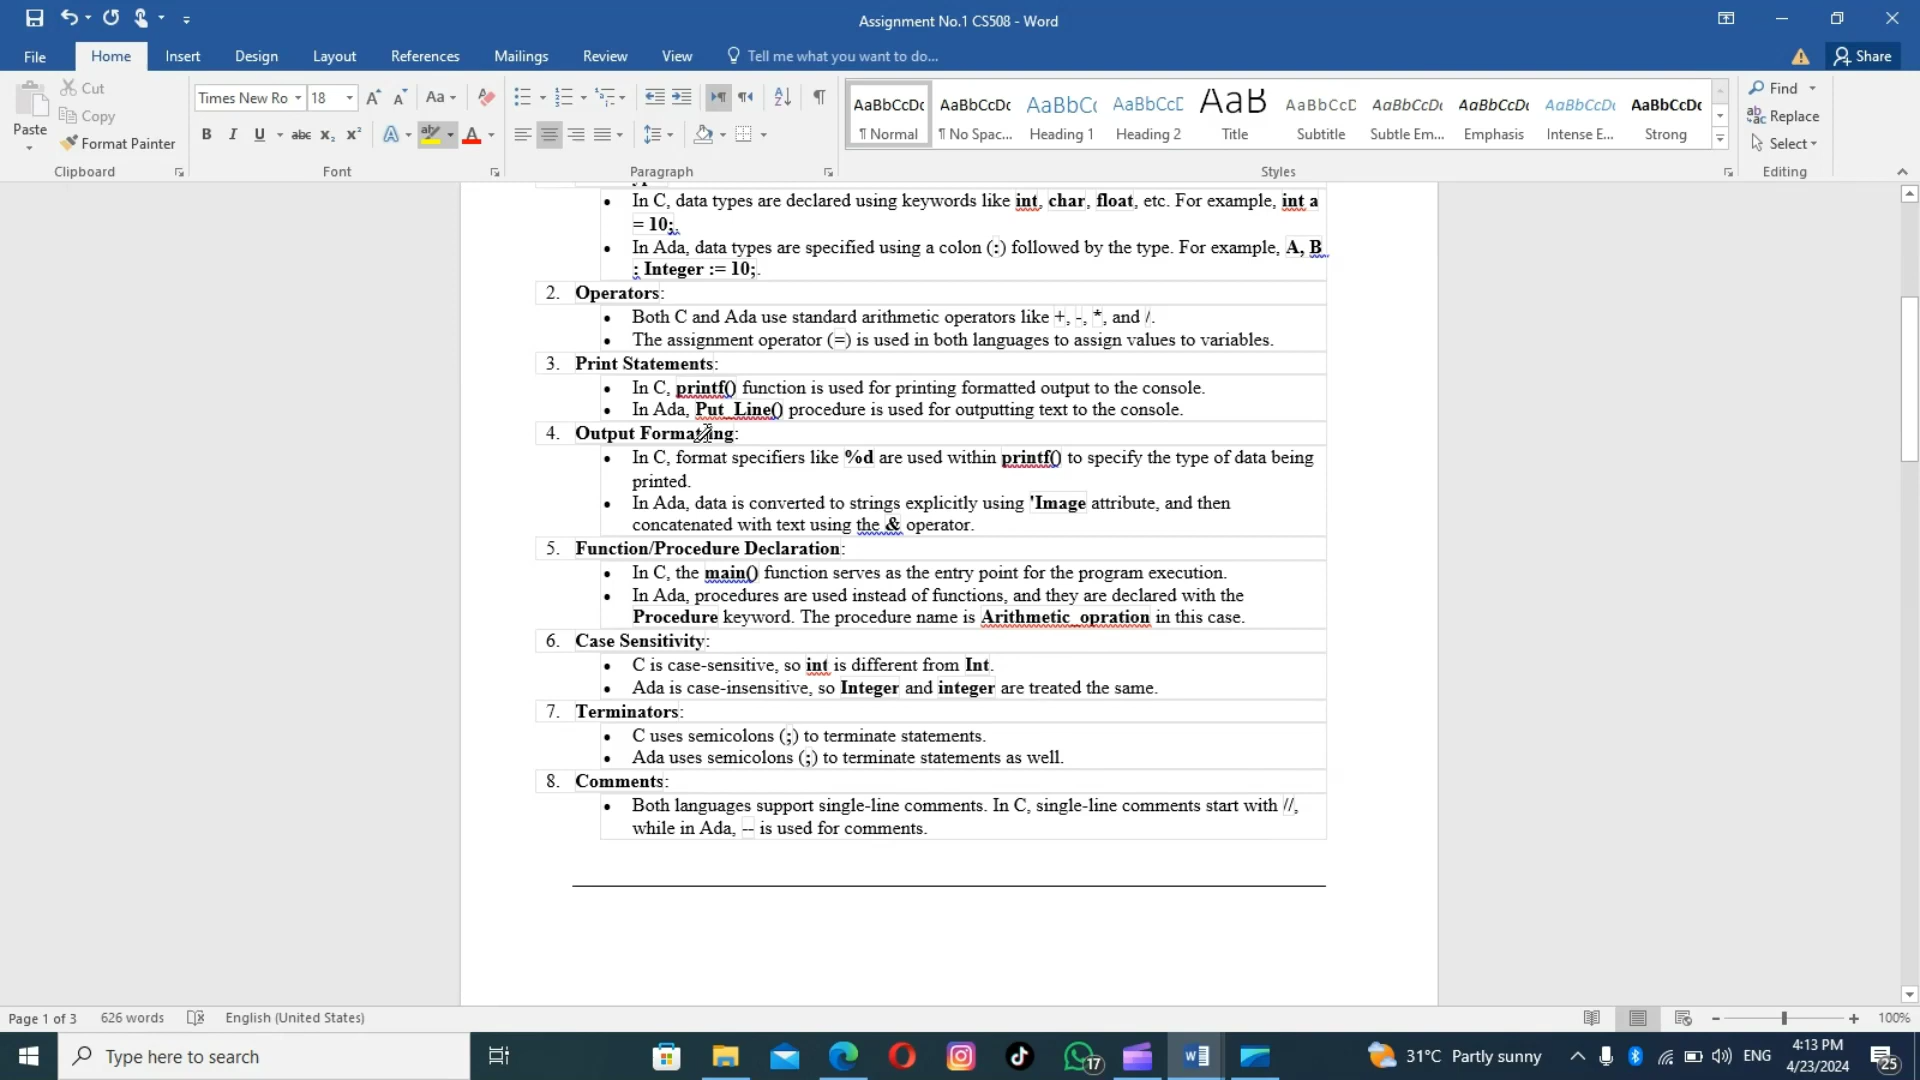 Assignment No.1 CS508 - Word
File Home Insert Design Layout References Mailings Review View Tell me what you want to do... Share
Paste
Cut
Copy
Format Painter
Clipboard
Times New Ro 18
Font
Paragraph
AaBbCcDc AaBbCcDc AaBbC AaBbCcE AaB AaBbCcD AaBbCcDc AaBbCcDc AaBbCcDc AaBbCcDc
¶ Normal ¶ No Spac... Heading 1 Heading 2 Title Subtitle Subtle Em... Emphasis Intense E... Strong
Styles
Find
Replace
Select
Editing
• In C, data types are declared using keywords like int, char, float, etc. For example, int a
= 10;.
• In Ada, data types are specified using a colon (:) followed by the type. For example, A, B
: Integer := 10;.
2. Operators:
• Both C and Ada use standard arithmetic operators like +, -, *, and /.
• The assignment operator (=) is used in both languages to assign values to variables.
3. Print Statements:
• In C, printf() function is used for printing formatted output to the console.
• In Ada, Put_Line() procedure is used for outputting text to the console.
4. Output Formatting:
• In C, format specifiers like %d are used within printf() to specify the type of data being
printed.
• In Ada, data is converted to strings explicitly using 'Image attribute, and then
concatenated with text using the & operator.
5. Function/Procedure Declaration:
• In C, the main() function serves as the entry point for the program execution.
• In Ada, procedures are used instead of functions, and they are declared with the
Procedure keyword. The procedure name is Arithmetic_opration in this case.
6. Case Sensitivity:
• C is case-sensitive, so int is different from Int.
• Ada is case-insensitive, so Integer and integer are treated the same.
7. Terminators:
• C uses semicolons (;) to terminate statements.
• Ada uses semicolons (;) to terminate statements as well.
8. Comments:
• Both languages support single-line comments. In C, single-line comments start with //,
while in Ada, -- is used for comments.
Page 1 of 3 626 words English (United States) 100%
Type here to search 17 31°C Partly sunny ENG 4:13 PM
4/23/2024 25